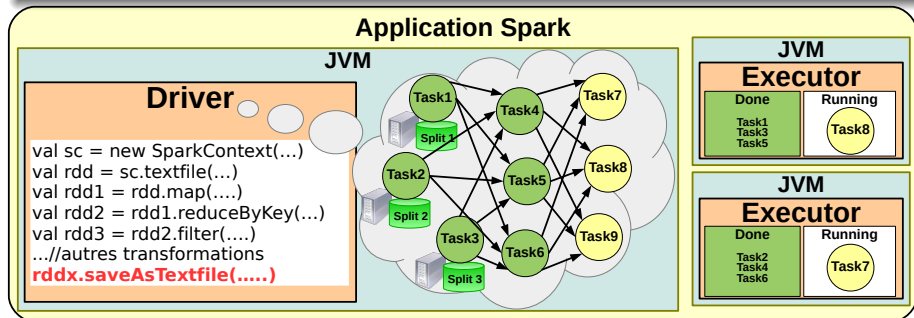 Application Spark
JVM
Driver
val sc = new SparkContext(...)
val rdd = sc.textfile(...)
val rdd1 = rdd.map(....)
val rdd2 = rdd1.reduceByKey(...)
val rdd3 = rdd2.filter(....)
...//autres transformations
rddx.saveAsTextfile(.....)
Task1
Split 1
Task2
Split 2
Task3
Split 3
Task4
Task5
Task6
Task7
Task8
Task9
JVM
Executor
Done
Task1
Task3
Task5
Running
Task8
JVM
Executor
Done
Task2
Task4
Task6
Running
Task7